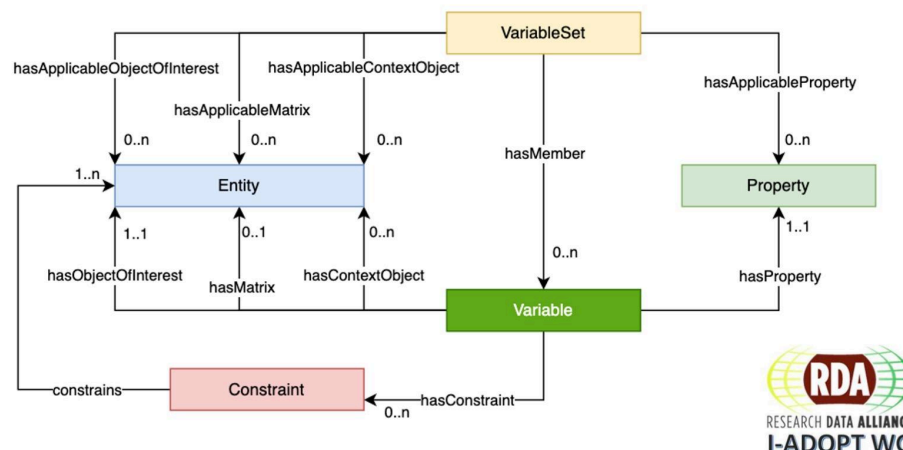 VariableSet
hasApplicableObjectOfInterest
hasApplicableContextObject
hasApplicableProperty
hasApplicableMatrix
0..n
0..n
0..n
hasMember
0..n
1..n
Entity
Property
1..1
0..1
0..n
1..1
0..n
hasObjectOfInterest
hasMatrix
hasContextObject
hasProperty
Variable
constrains
Constraint
hasConstraint
0..n
RDA
RESEARCH DATA ALLIANC
I-ADOPT WG